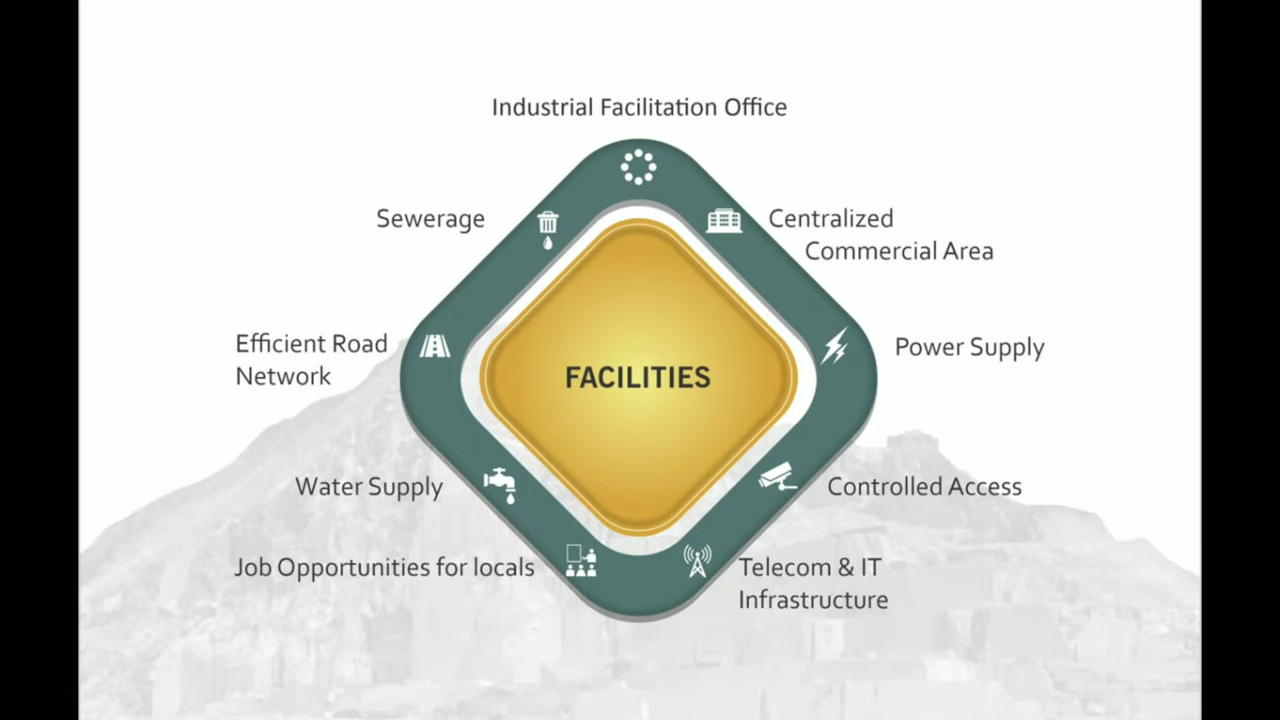 Industrial Facilitation Office
Sewerage
Centralized
Commercial Area
Efficient Road
Network
Power Supply
FACILITIES
Water Supply
Controlled Access
Job Opportunities for locals
Telecom & IT
Infrastructure